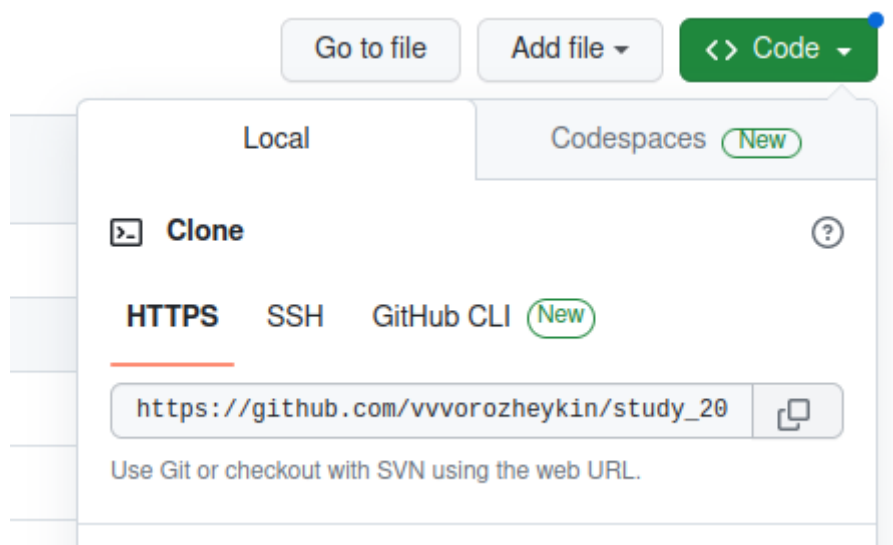 Go to file Add file <> Code
Local Codespaces New
Clone
HTTPS SSH GitHub CLI New
https://github.com/vvvorozheykin/study_20
Use Git or checkout with SVN using the web URL.